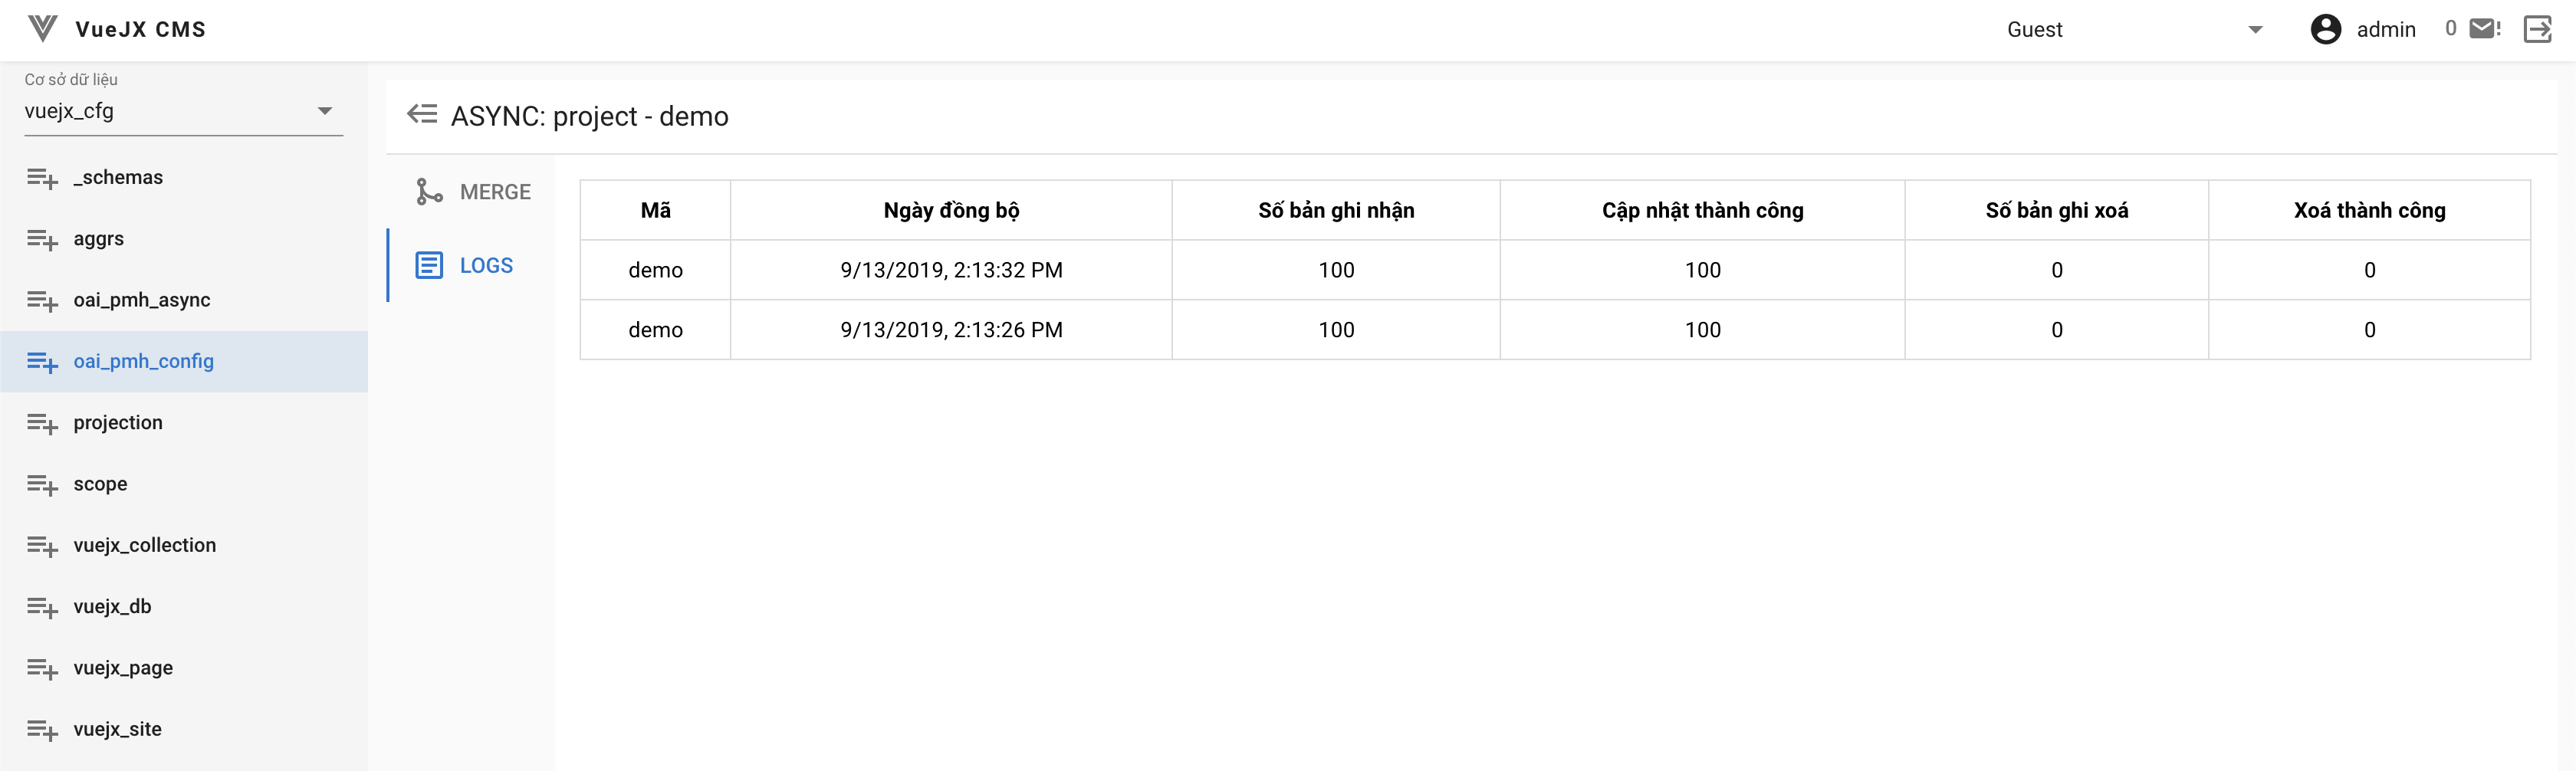 VueJX CMS
Guest
admin
0
Cơ sở dữ liệu
vuejx_cfg
_schemas
aggrs
oai_pmh_async
oai_pmh_config
projection
scope
vuejx_collection
vuejx_db
vuejx_page
vuejx_site
ASYNC: project - demo
MERGE
LOGS
Mã Ngày đồng bộ Số bản ghi nhận Cập nhật thành công Số bản ghi xoá Xoá thành công
demo 9/13/2019, 2:13:32 PM 100 100 0 0
demo 9/13/2019, 2:13:26 PM 100 100 0 0